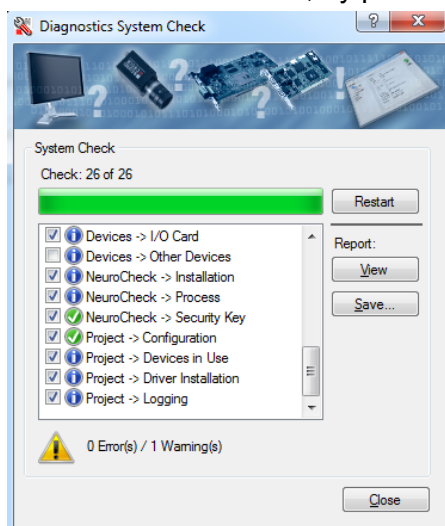 Diagnostics System Check
System Check
Check: 26 of 26
Restart
Devices -> I/O Card
Devices -> Other Devices
NeuroCheck -> Installation
NeuroCheck -> Process
NeuroCheck -> Security Key
Project -> Configuration
Project -> Devices in Use
Project -> Driver Installation
Project -> Logging
Report:
View
Save...
0 Error(s) / 1 Warning(s)
Close